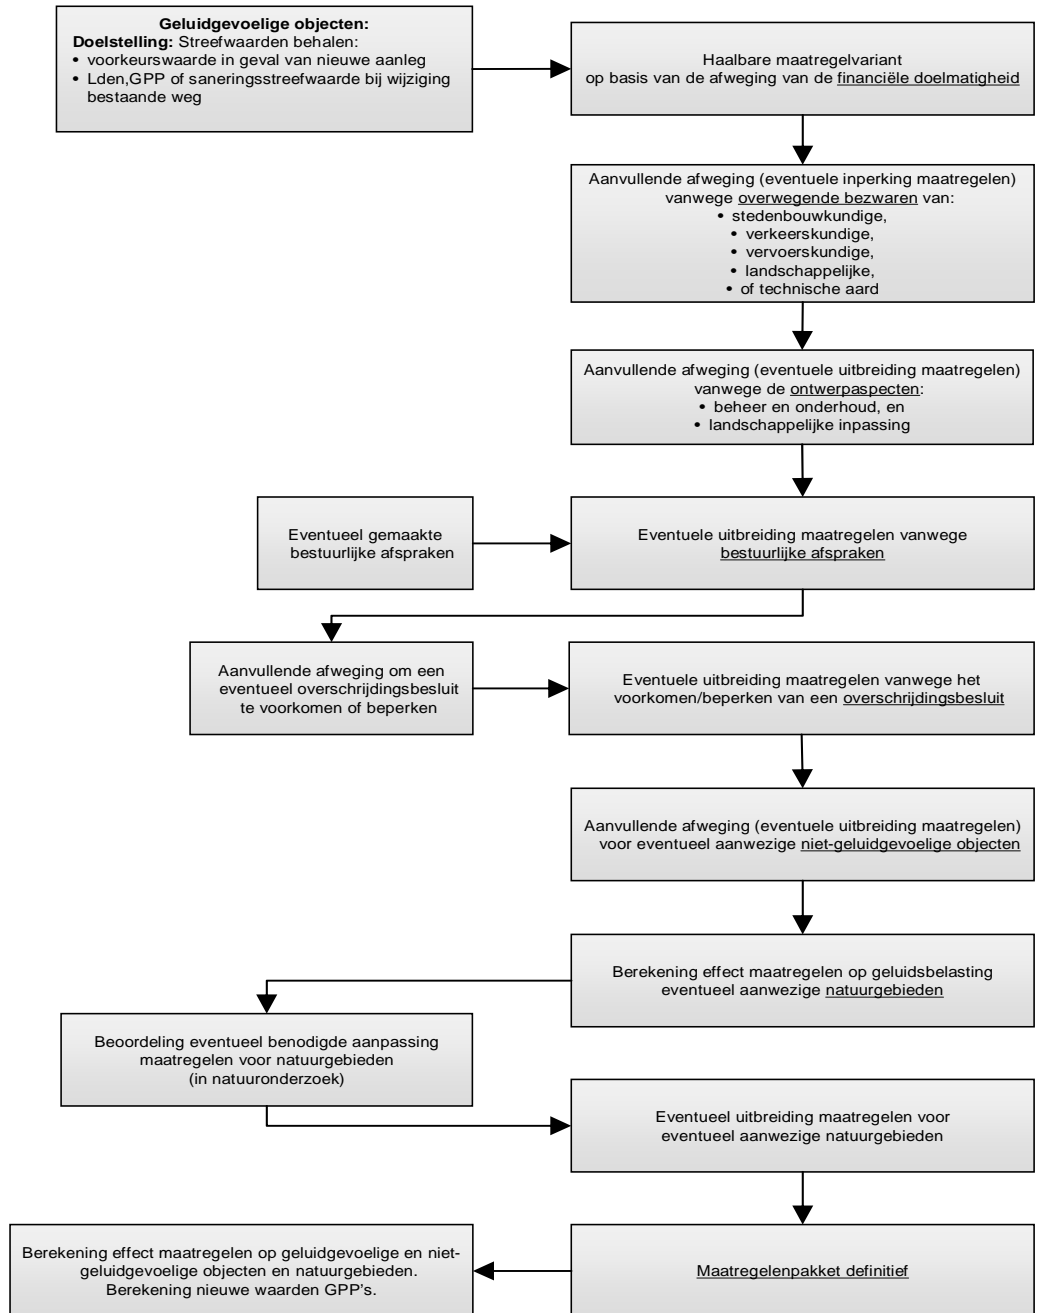 Geluidgevoelige objecten:
Doelstelling: Streefwaarden behalen:
• voorkeurswaarde in geval van nieuwe aanleg
• Lden,GPP of saneringsstreefwaarde bij wijziging
bestaande weg
Haalbare maatregelvariant
op basis van de afweging van de financiële doelmatigheid
Aanvullende afweging (eventuele inperking maatregelen)
vanwege overwegende bezwaren van:
• stedenbouwkundige,
• verkeerskundige,
• vervoerskundige,
• landschappelijke,
• of technische aard
Aanvullende afweging (eventuele uitbreiding maatregelen)
vanwege de ontwerpaspecten:
• beheer en onderhoud, en
• landschappelijke inpassing
Eventueel gemaakte
bestuurlijke afspraken
Eventuele uitbreiding maatregelen vanwege
bestuurlijke afspraken
Aanvullende afweging om een
eventueel overschrijdingsbesluit
te voorkomen of beperken
Eventuele uitbreiding maatregelen vanwege het
voorkomen/beperken van een overschrijdingsbesluit
Aanvullende afweging (eventuele uitbreiding maatregelen)
voor eventueel aanwezige niet-geluidgevoelige objecten
Berekening effect maatregelen op geluidsbelasting
eventueel aanwezige natuurgebieden
Beoordeling eventueel benodigde aanpassing
maatregelen voor natuurgebieden
(in natuuronderzoek)
Eventueel uitbreiding maatregelen voor
eventueel aanwezige natuurgebieden
Maatregelenpakket definitief
Berekening effect maatregelen op geluidgevoelige en niet-
geluidgevoelige objecten en natuurgebieden.
Berekening nieuwe waarden GPP's.